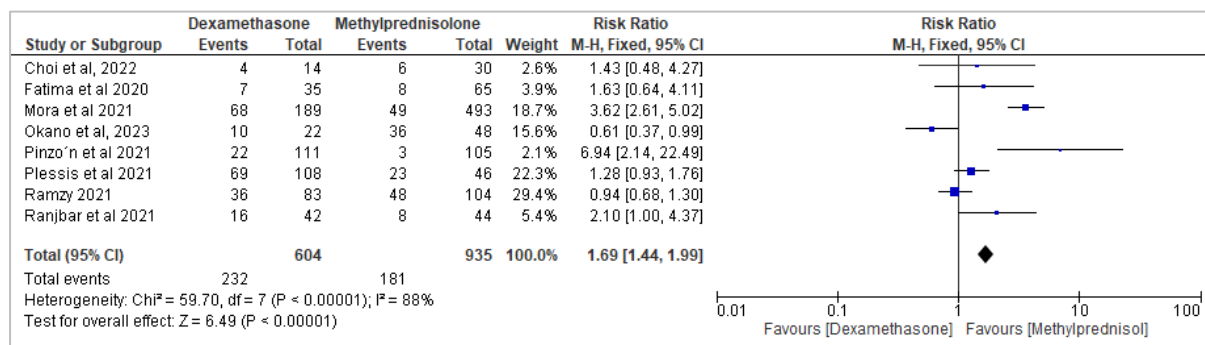 Dexamethasone Methylprednisolone Risk Ratio Risk Ratio
Study or Subgroup Events Total Events Total Weight M-H, Fixed, 95% CI M-H, Fixed, 95% CI
Choi et al, 2022 4 14 6 30 2.6% 1.43 [0.48, 4.27]
Fatima et al 2020 7 35 8 65 3.9% 1.63 [0.64, 4.11]
Mora et al 2021 68 189 49 493 18.7% 3.62 [2.61, 5.02]
Okano et al, 2023 10 22 36 48 15.6% 0.61 [0.37, 0.99]
Pinzo´n et al 2021 22 111 3 105 2.1% 6.94 [2.14, 22.49]
Plessis et al 2021 69 108 23 46 22.3% 1.28 [0.93, 1.76]
Ramzy 2021 36 83 48 104 29.4% 0.94 [0.68, 1.30]
Ranjbar et al 2021 16 42 8 44 5.4% 2.10 [1.00, 4.37]
Total (95% CI) 604 935 100.0% 1.69 [1.44, 1.99]
Total events 232 181
Heterogeneity: Chi² = 59.70, df = 7 (P < 0.00001); I² = 88%
Test for overall effect: Z = 6.49 (P < 0.00001)
0.01 0.1 1 10 100
Favours [Dexamethasone] Favours [Methylprednisol]